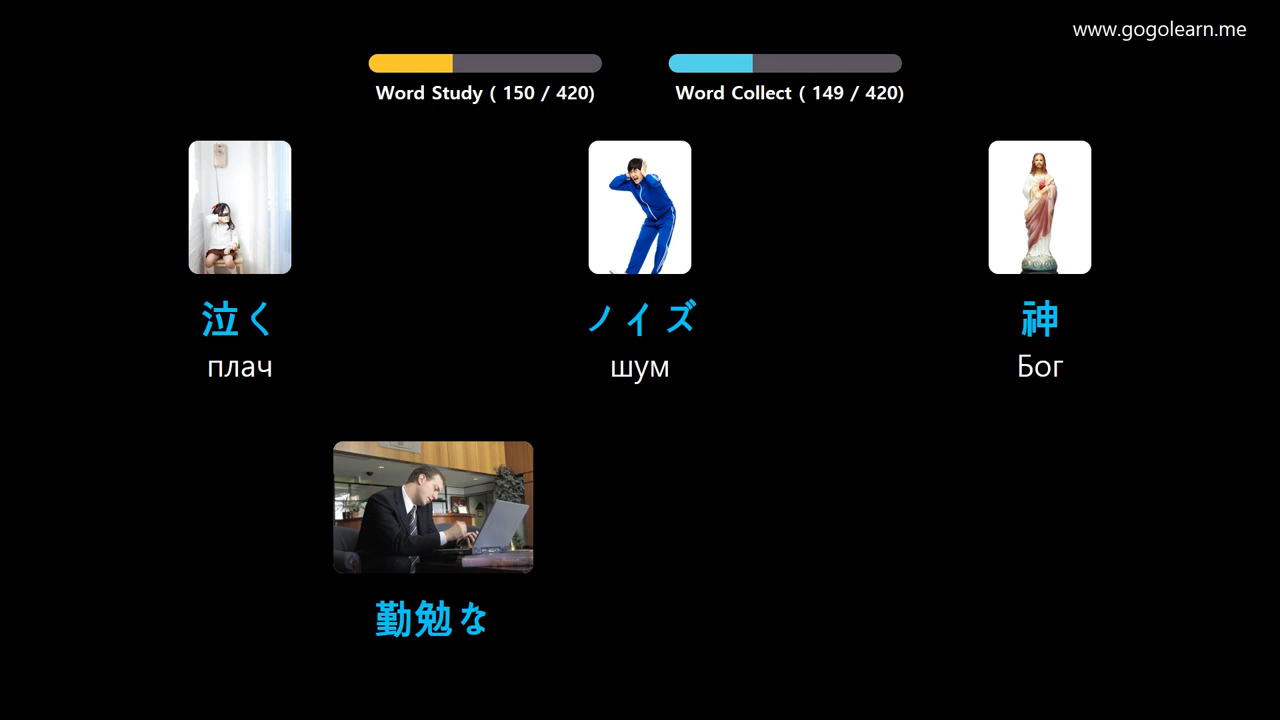 www.gogolearn.me
Word Study ( 150 / 420)
Word Collect ( 149 / 420)
泣く
ノイズ
神
плач
шум
Бог
勤勉な